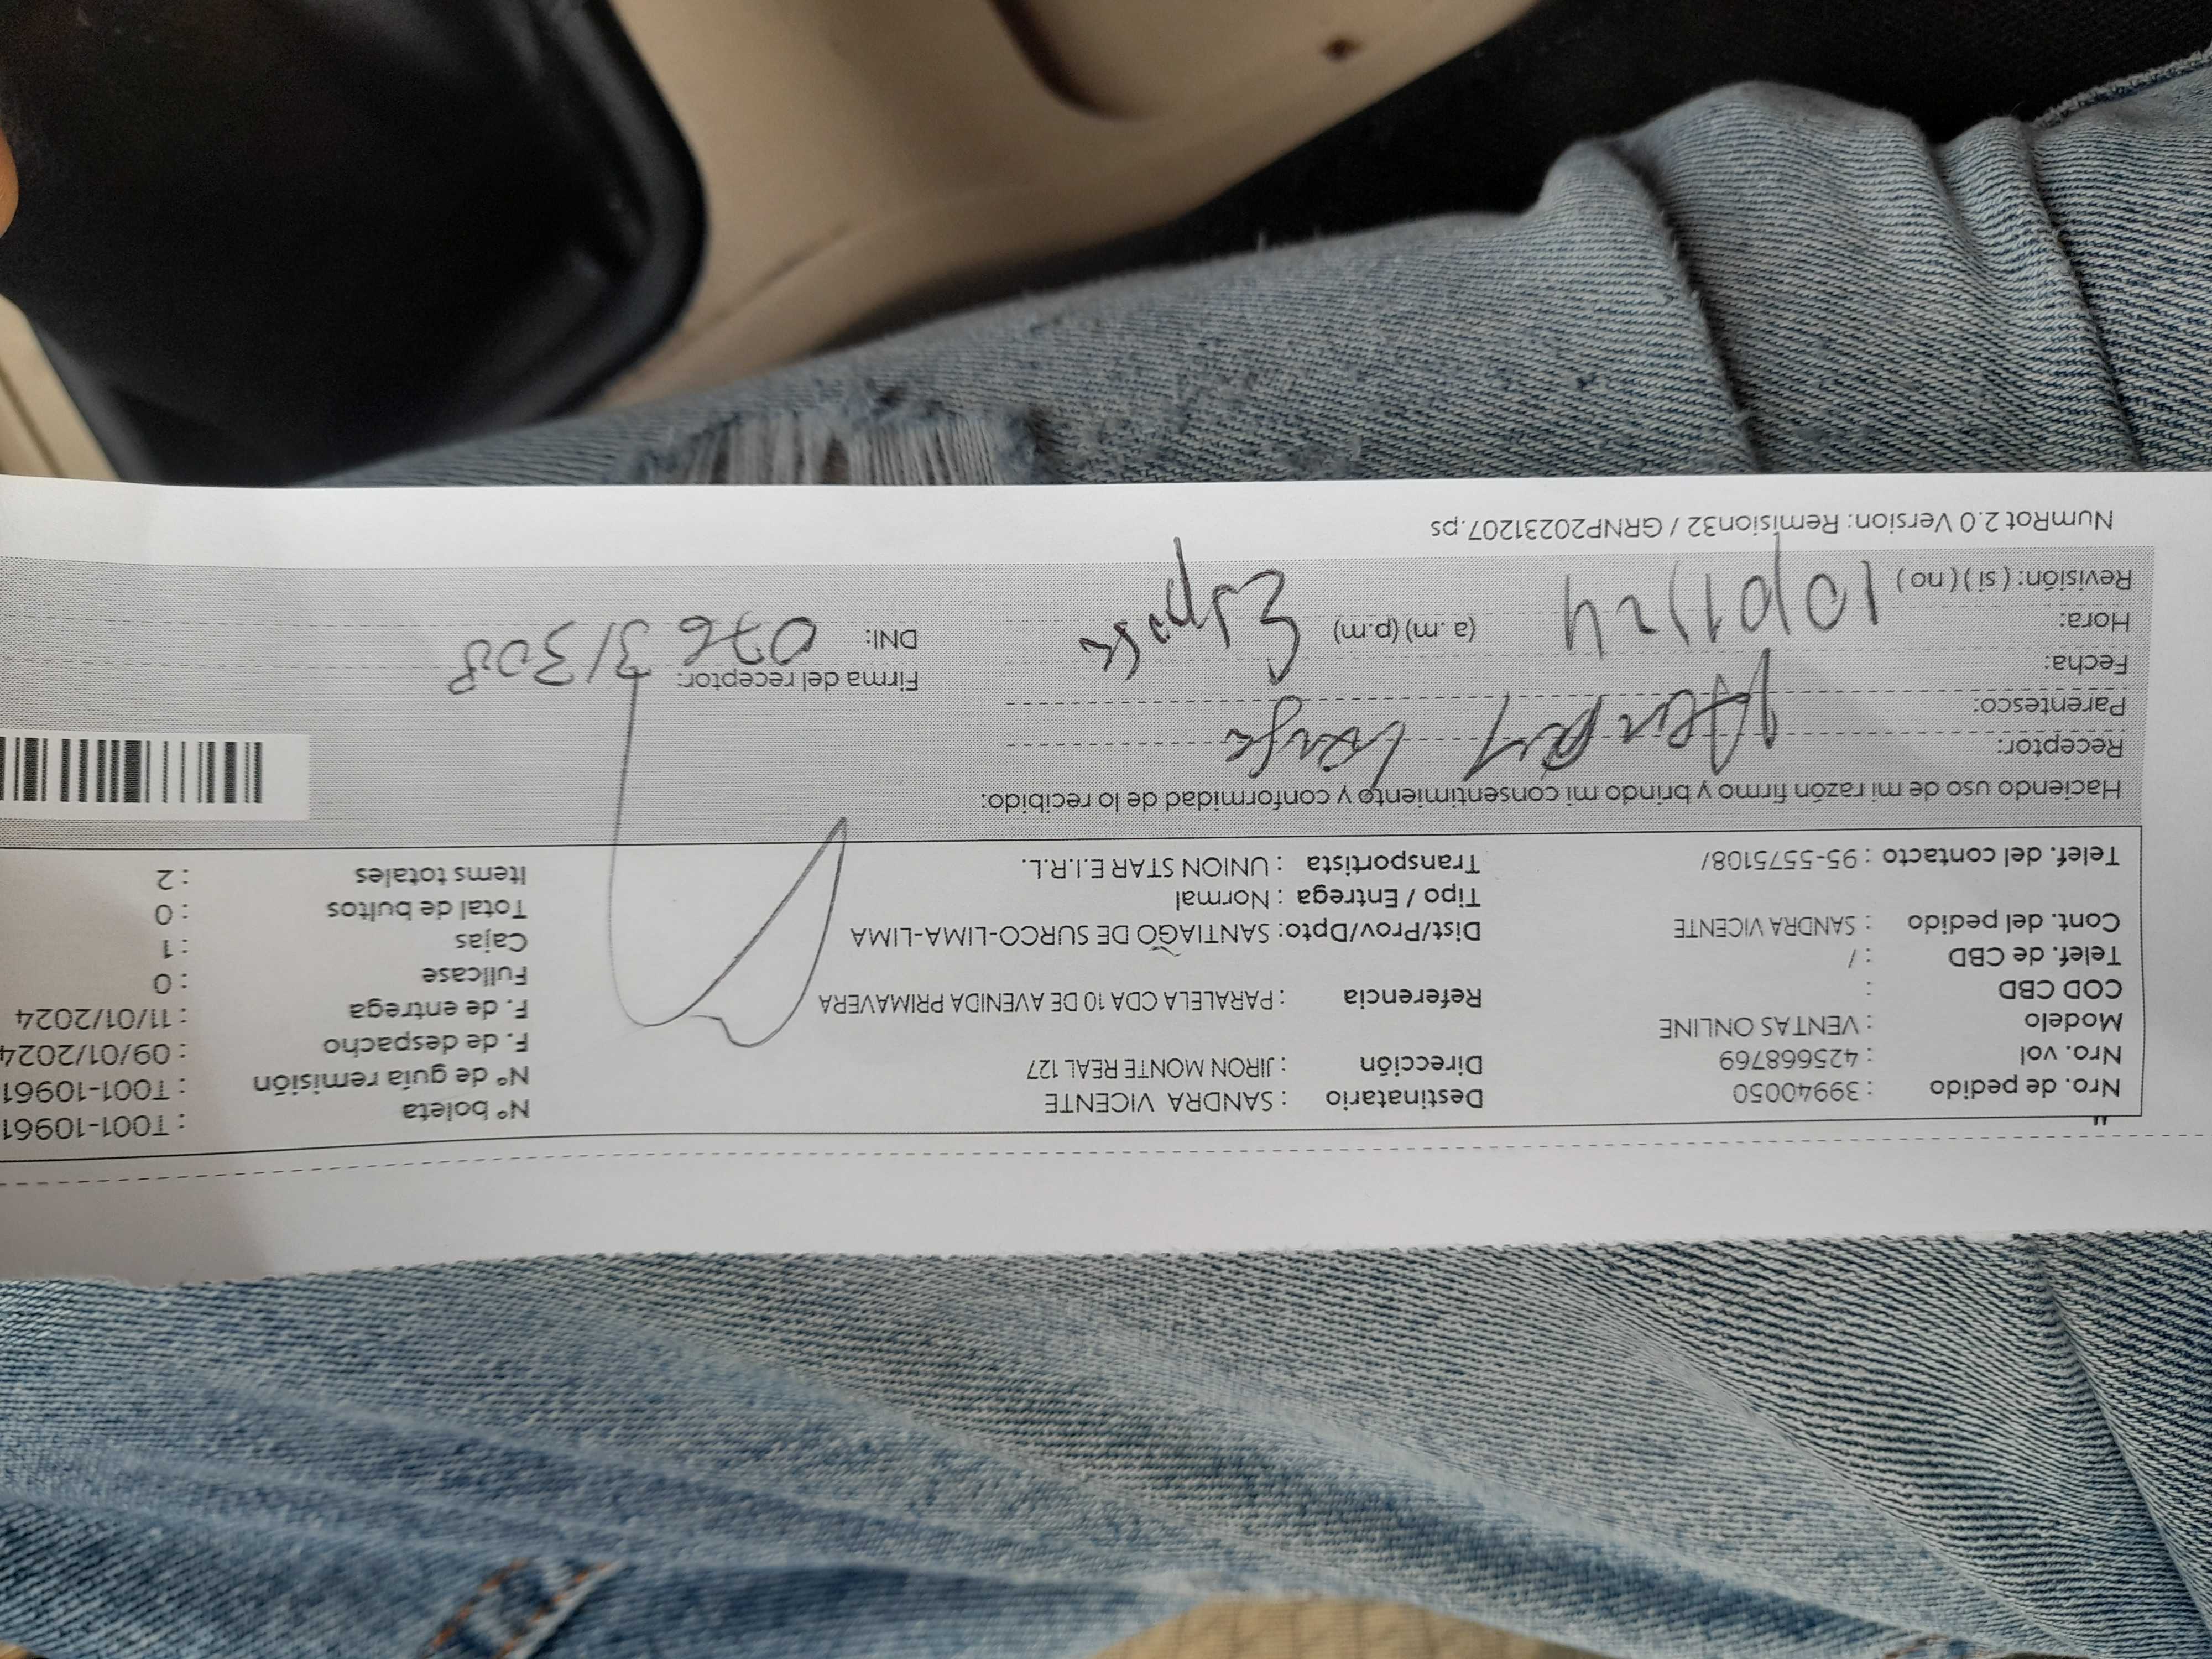 Nro. de pedido : 39940050 Destinatario : SANDRA VICENTE N° boleta : T001-10961
Nro. vol : 425668769 Dirección : JIRON MONTE REAL 127 N° de guía remisión : T001-10961
Modelo : VENTAS ONLINE F. de despacho : 09/01/2024
COD CBD : Referencia : PARALELA CDA 10 DE AVENIDA PRIMAVERA F. de entrega : 11/01/2024
Telef. de CBD : / Fullcase : 0
Cont. del pedido : SANDRA VICENTE Dist/Prov/Dpto: SANTIAGO DE SURCO-LIMA-LIMA Cajas : 1
Tipo / Entrega : Normal Total de bultos : 0
Telef. del contacto : 95-5575108/ Transportista : UNION STAR E.I.R.L. Items totales : 2
Haciendo uso de mi razón firmo y brindo mi consentimiento y conformidad de lo recibido:
Receptor:
Parentesco:
Fecha: Firma del receptor:
Hora: (a.m) (p.m) DNI: 07631308
Revisión: (si) (no)
NumRot 2.0 Version: Remision32 / GRNP20231207.ps